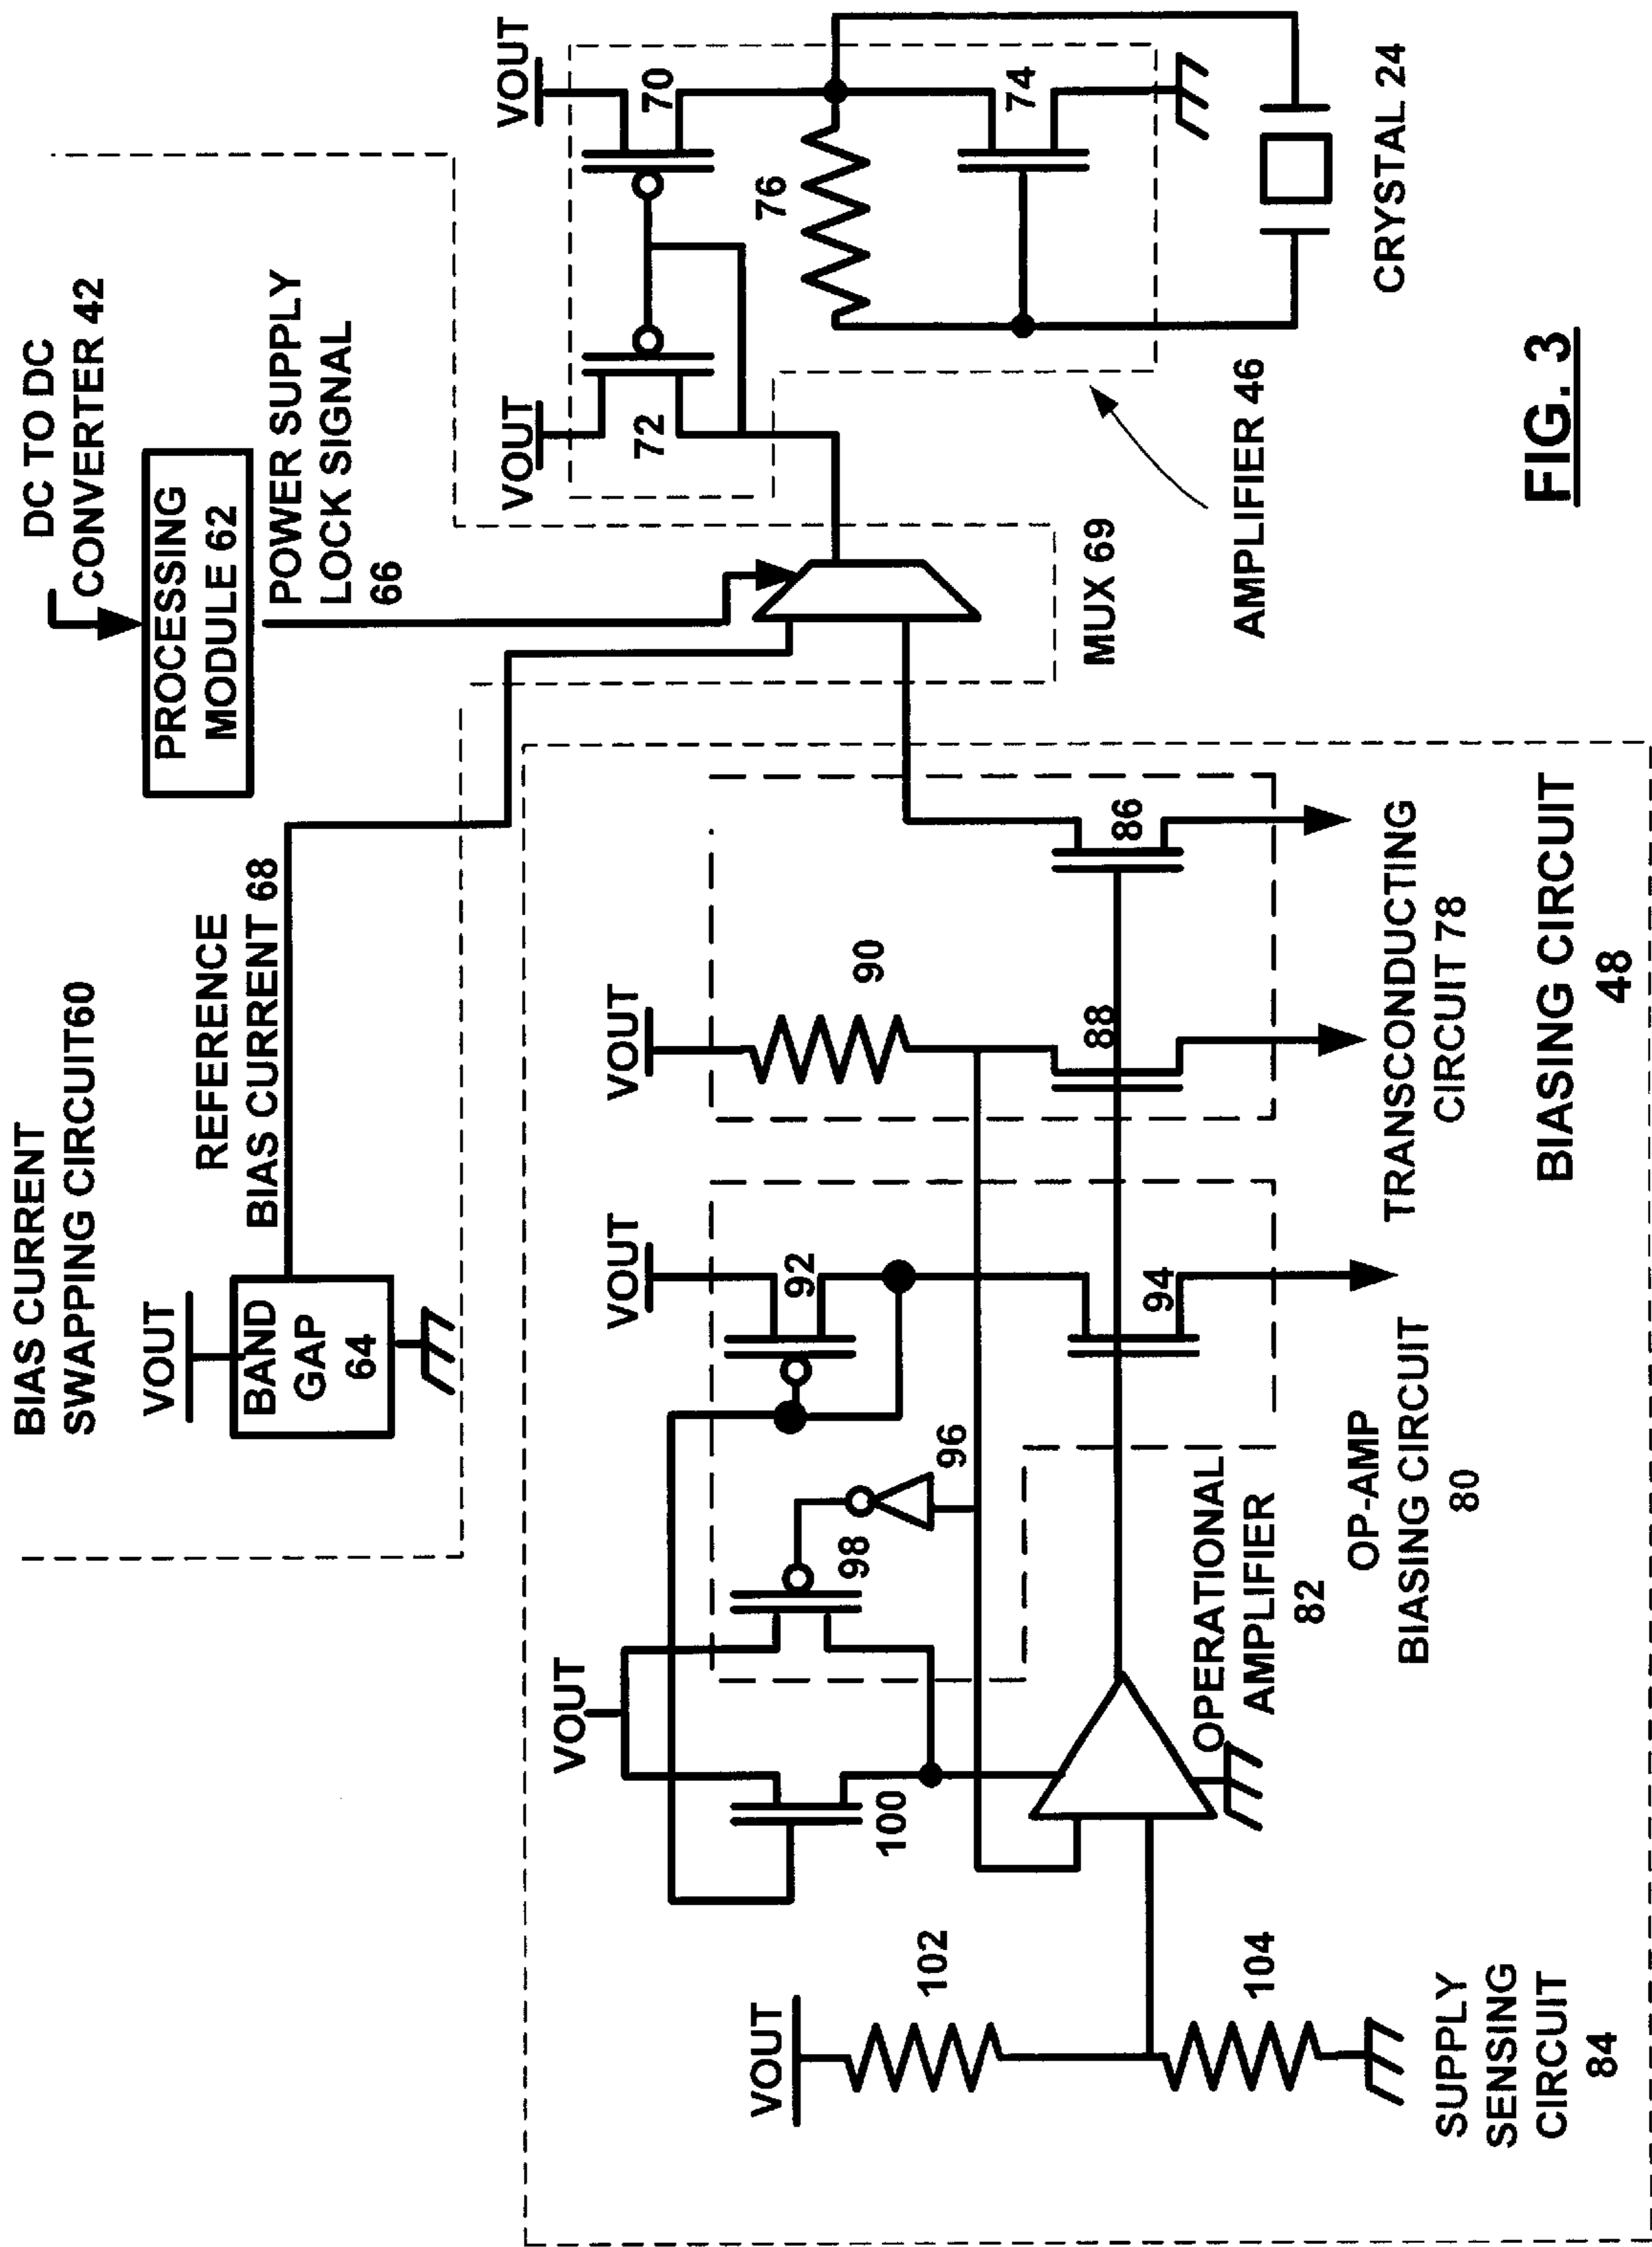 BIAS CURRENT
SWAPPING CIRCUIT60
VOUT
BAND
GAP
64
REFERENCE
BIAS CURRENT 68
DC TO DC
CONVERTER 42
PROCESSING
MODULE 62
POWER SUPPLY
LOCK SIGNAL
66
VOUT
VOUT
72
70
76
74
MUX 69
AMPLIFIER 46
CRYSTAL 24
VOUT
VOUT
VOUT
VOUT
102
104
100
98
96
92
94
90
88
86
OPERATIONAL
AMPLIFIER
82
SUPPLY
SENSING
CIRCUIT
84
OP-AMP
BIASING CIRCUIT
80
TRANSCONDUCTING
CIRCUIT 78
BIASING CIRCUIT
48
FIG. 3